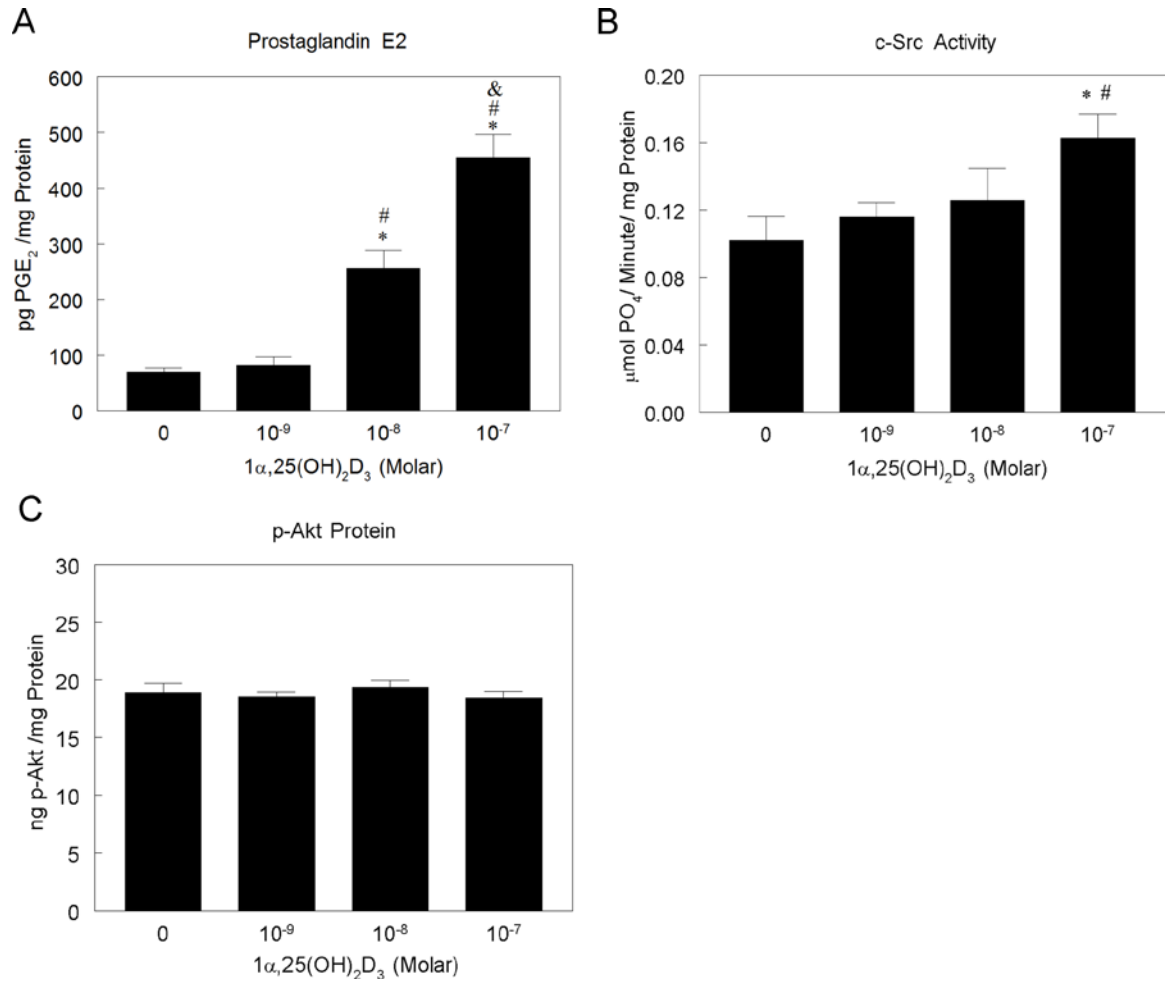 A
Prostaglandin E2
pg PGE₂ /mg Protein
600
500
400
300
200
100
0
&
#
*
#
*
0 10⁻⁹ 10⁻⁸ 10⁻⁷
1α,25(OH)₂D₃ (Molar)
B
c-Src Activity
μmol PO₄/ Minute/ mg Protein
0.20
0.16
0.12
0.08
0.04
0.00
* #
0 10⁻⁹ 10⁻⁸ 10⁻⁷
1α,25(OH)₂D₃ (Molar)
C
p-Akt Protein
ng p-Akt /mg Protein
30
25
20
15
10
5
0
0 10⁻⁹ 10⁻⁸ 10⁻⁷
1α,25(OH)₂D₃ (Molar)